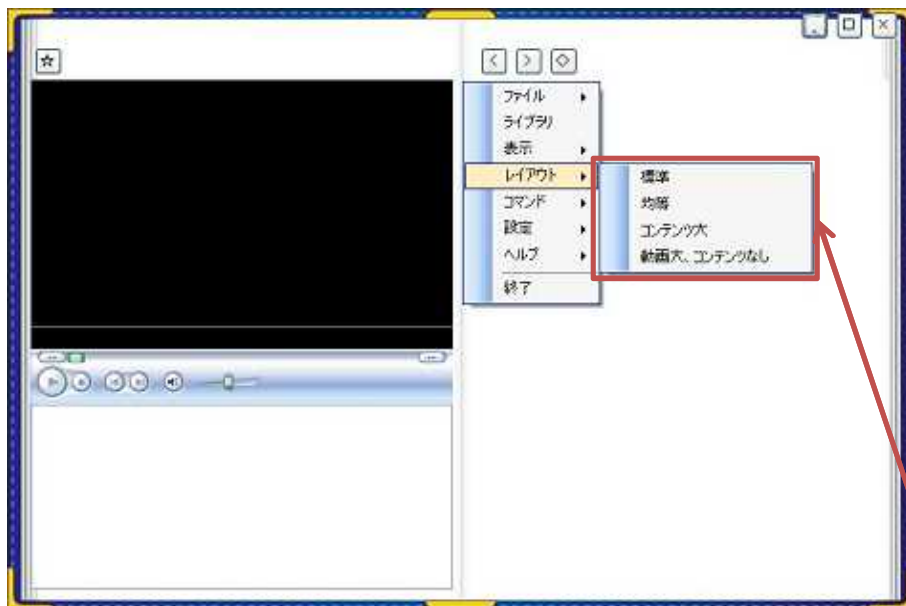 ファイル
ライブラリ
表示
レイアウト
コマンド
設定
ヘルプ
終了
標準
均等
コンテンツ大
動画大、コンテンツなし